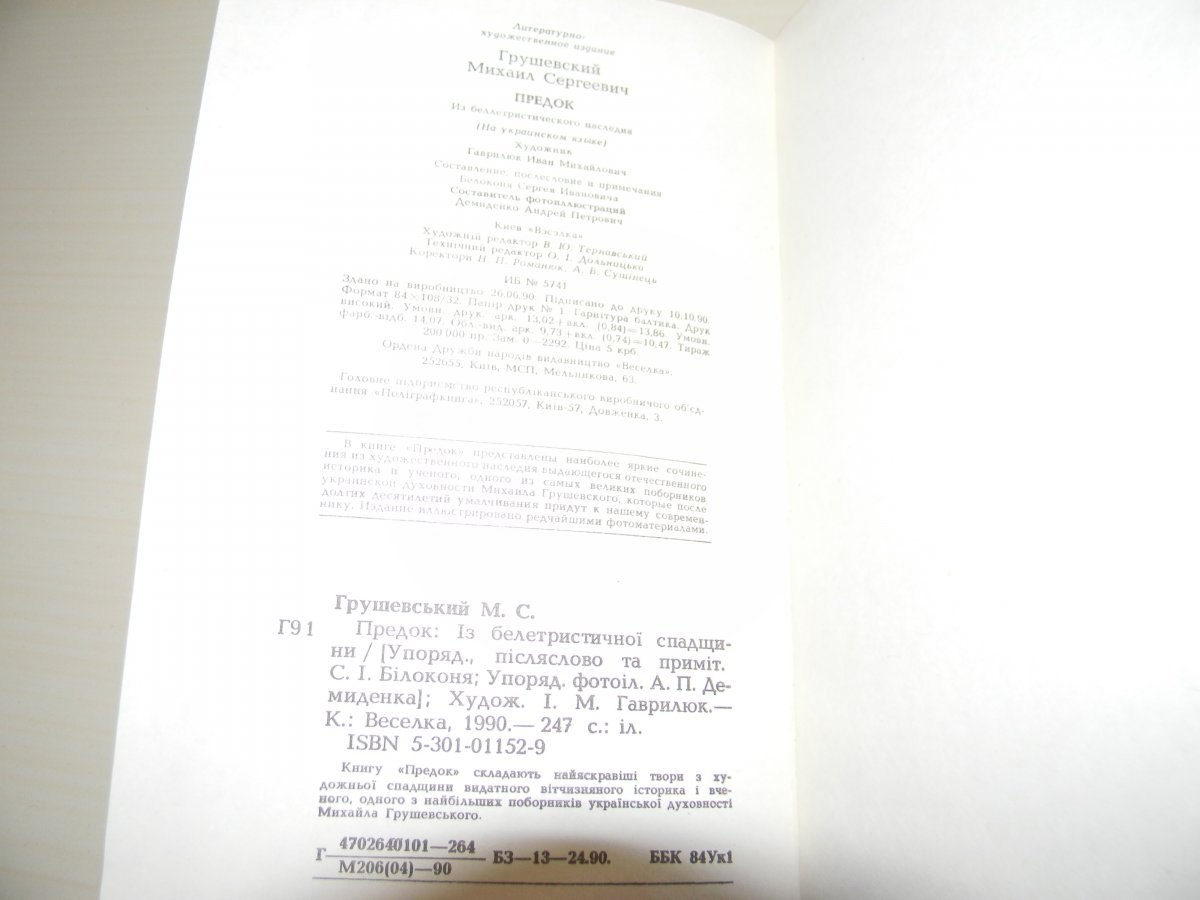 Литературно-
художественное издание
Грушевский
Михаил Сергеевич
ПРЕДОК
Из беллетристического наследия
(На украинском языке)
Художник
Гаврилюк Иван Михайлович
Составление, послесловие и примечания
Белоконя Сергея Ивановича
Составитель фотоиллюстраций
Демиденко Андрей Петрович
Киев «Вэсэлка»
Художній редактор В. Ю. Тернавський
Технічний редактор О. І. Дольницька
Коректори Н. П. Романюк, А. В. Сушінець
ИБ № 5741
Здано на виробництво 26.06.90. Підписано до друку 10.10.90.
Формат 84×108/32. Папір друк № 1. Гарнітура балтика. Друк
високий. Умовн. друк. арк. 13,02+вкл. (0,84)=13,86. Умовн.
фарб.-відб. 14,07. Обл.-вид. арк. 9,73+вкл. (0,74)=10,47. Тираж
200 000 пр. Зам. 0—2292. Ціна 5 крб.
Ордена Дружби народів видавництво «Веселка».
252655, Київ, МСП, Мельникова, 63.
Головне підприємство республіканського виробничого об'єд-
нання «Поліграфкнига», 252057, Київ-57, Довженка, 3.
В книге «Предок» представлены наиболее яркие сочине-
ния из художественного наследия выдающегося отечественного
историка и ученого, одного из самых великих поборников
украинской духовности Михаила Грушевского, которые после
долгих десятилетий умалчивания придут к нашему современ-
нику. Издание иллюстрировано редчайшими фотоматериалами.
Грушевський М. С.
Г91 Предок: Із белетристичної спадщи-
ни / [Упоряд., післяслово та приміт.
С. І. Білоконя; Упоряд. фотоіл. А. П. Де-
миденка]; Худож. І. М. Гаврилюк.—
К.: Веселка, 1990.— 247 с.: іл.
ISBN 5-301-01152-9
Книгу «Предок» складають найяскравіші твори з ху-
дожньої спадщини видатного вітчизняного історика і вче-
ного, одного з найбільших поборників української духовності
Михайла Грушевського.
Г 4702640101—264 БЗ—13—24.90. ББК 84Ук1
М206(04)—90